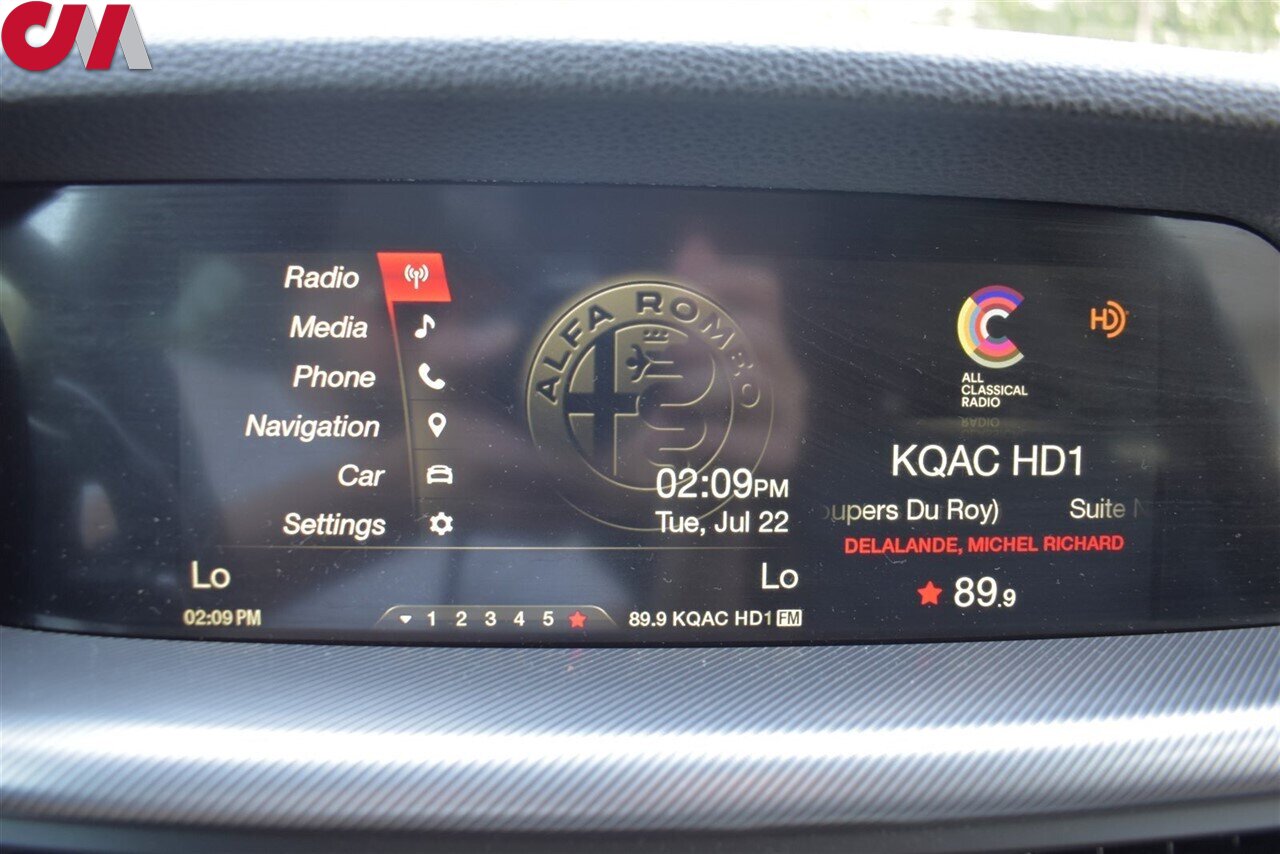 CM
Radio
Media
Phone
Navigation
Car
Settings
ALFA ROMEO
02:09PM
Tue, Jul 22
Lo
Lo
02:09 PM
1 2 3 4 5
89.9 KQAC HD1 FM
HD
ALL
CLASSICAL
RADIO
KQAC HD1
Du Roy) Suite
DELALANDE, MICHEL RICHARD
89.9